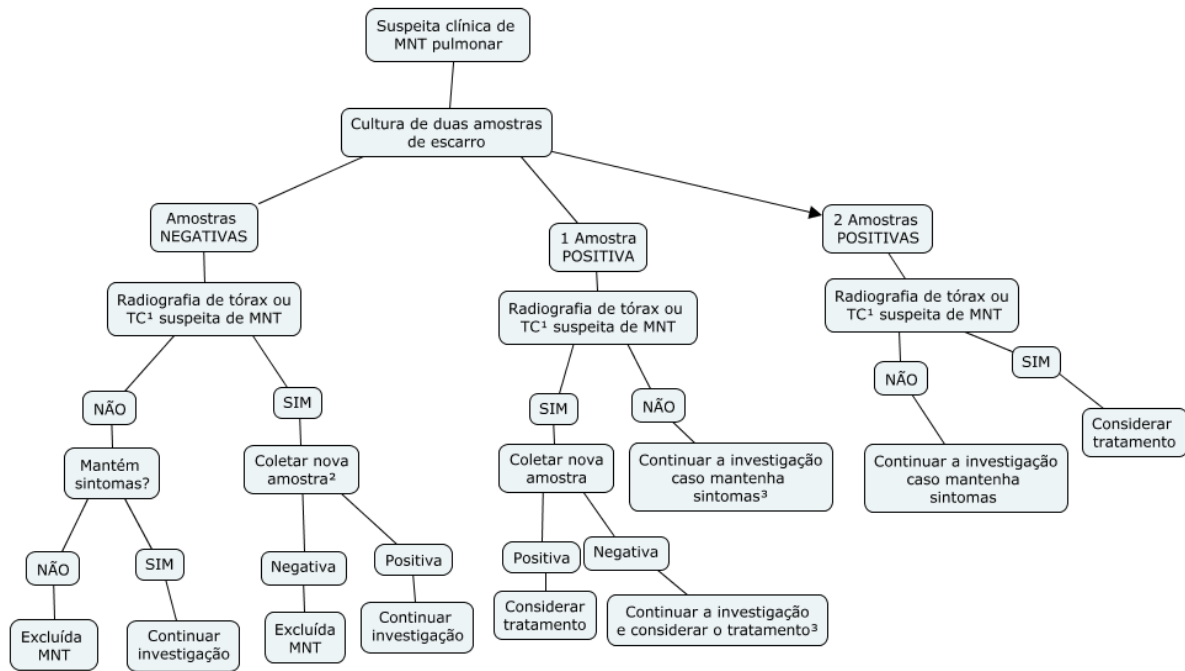 Suspeita clínica de
MNT pulmonar
Cultura de duas amostras
de escarro
Amostras
NEGATIVAS
1 Amostra
POSITIVA
2 Amostras
POSITIVAS
Radiografia de tórax ou
TC¹ suspeita de MNT
Radiografia de tórax ou
TC¹ suspeita de MNT
Radiografia de tórax ou
TC¹ suspeita de MNT
NÃO
SIM
SIM
NÃO
NÃO
SIM
Mantém
sintomas?
Coletar nova
amostra²
Coletar nova
amostra
Continuar a investigação
caso mantenha
sintomas³
Continuar a investigação
caso mantenha
sintomas
Considerar
tratamento
NÃO
SIM
Negativa
Positiva
Positiva
Negativa
Excluída
MNT
Continuar
investigação
Excluída
MNT
Continuar
investigação
Considerar
tratamento
Continuar a investigação
e considerar o tratamento³